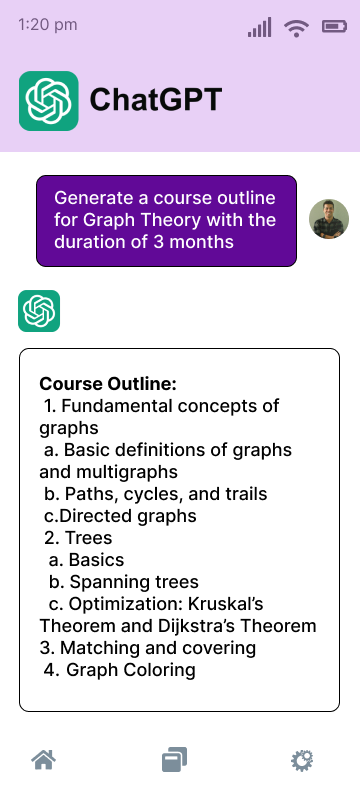 1:20 pm
ChatGPT
Generate a course outline
for Graph Theory with the
duration of 3 months
Course Outline:
1. Fundamental concepts of
graphs
a. Basic definitions of graphs
and multigraphs
b. Paths, cycles, and trails
c.Directed graphs
2. Trees
a. Basics
b. Spanning trees
c. Optimization: Kruskal’s
Theorem and Dijkstra’s Theorem
3. Matching and covering
4. Graph Coloring